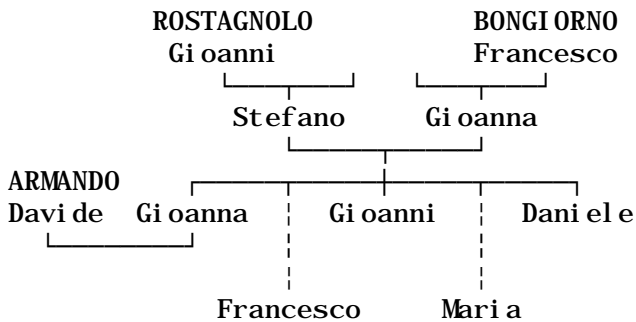 ROSTAGNOLO BONGIORNO
Gioanni Francesco
Stefano Gioanna
ARMANDO
Davide Gioanna Gioanni Daniele
Francesco Maria